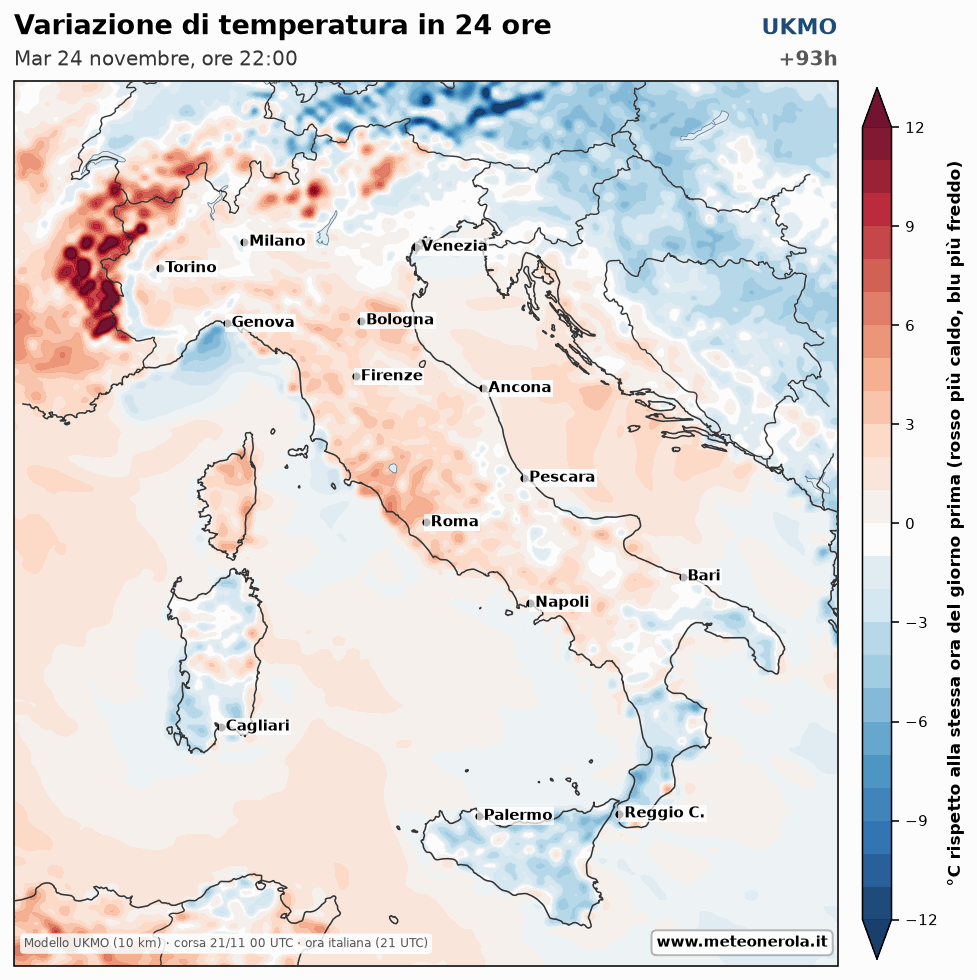 Variazione di temperatura in 24 ore
UKMO
Mar 24 novembre, ore 22:00
+93h
Milano
Venezia
Torino
Genova
Bologna
Firenze
Ancona
Pescara
Roma
Bari
Napoli
Cagliari
Palermo
Reggio C.
12
9
6
3
0
−3
−6
−9
−12
°C rispetto alla stessa ora del giorno prima (rosso più caldo, blu più freddo)
Modello UKMO (10 km) · corsa 21/11 00 UTC · ora italiana (21 UTC)
www.meteonerola.it